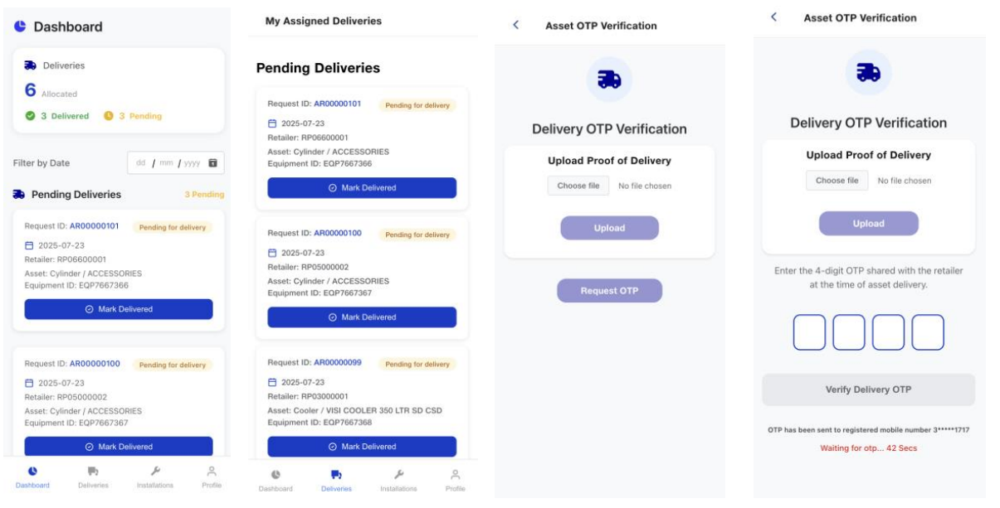 Dashboard
Deliveries
6 Allocated
3 Delivered 3 Pending
Filter by Date dd / mm / yyyy
Pending Deliveries 3 Pending
Request ID: AR00000101 Pending for delivery
2025-07-23
Retailer: RP06600001
Asset: Cylinder / ACCESSORIES
Equipment ID: EQP7667366
Mark Delivered
Request ID: AR00000100 Pending for delivery
2025-07-23
Retailer: RP05000002
Asset: Cylinder / ACCESSORIES
Equipment ID: EQP7667367
Mark Delivered
Dashboard Deliveries Installations Profile
My Assigned Deliveries
Pending Deliveries
Request ID: AR00000101 Pending for delivery
2025-07-23
Retailer: RP06600001
Asset: Cylinder / ACCESSORIES
Equipment ID: EQP7667366
Mark Delivered
Request ID: AR00000100 Pending for delivery
2025-07-23
Retailer: RP05000002
Asset: Cylinder / ACCESSORIES
Equipment ID: EQP7667367
Mark Delivered
Request ID: AR00000099 Pending for delivery
2025-07-23
Retailer: RP03000001
Asset: Cooler / VISI COOLER 350 LTR SD CSD
Equipment ID: EQP7667368
Mark Delivered
Dashboard Deliveries Installations Profile
Asset OTP Verification
Delivery OTP Verification
Upload Proof of Delivery
Choose file No file chosen
Upload
Request OTP
Asset OTP Verification
Delivery OTP Verification
Upload Proof of Delivery
Choose file No file chosen
Upload
Enter the 4-digit OTP shared with the retailer
at the time of asset delivery.
Verify Delivery OTP
OTP has been sent to registered mobile number 3*****1717
Waiting for otp... 42 Secs